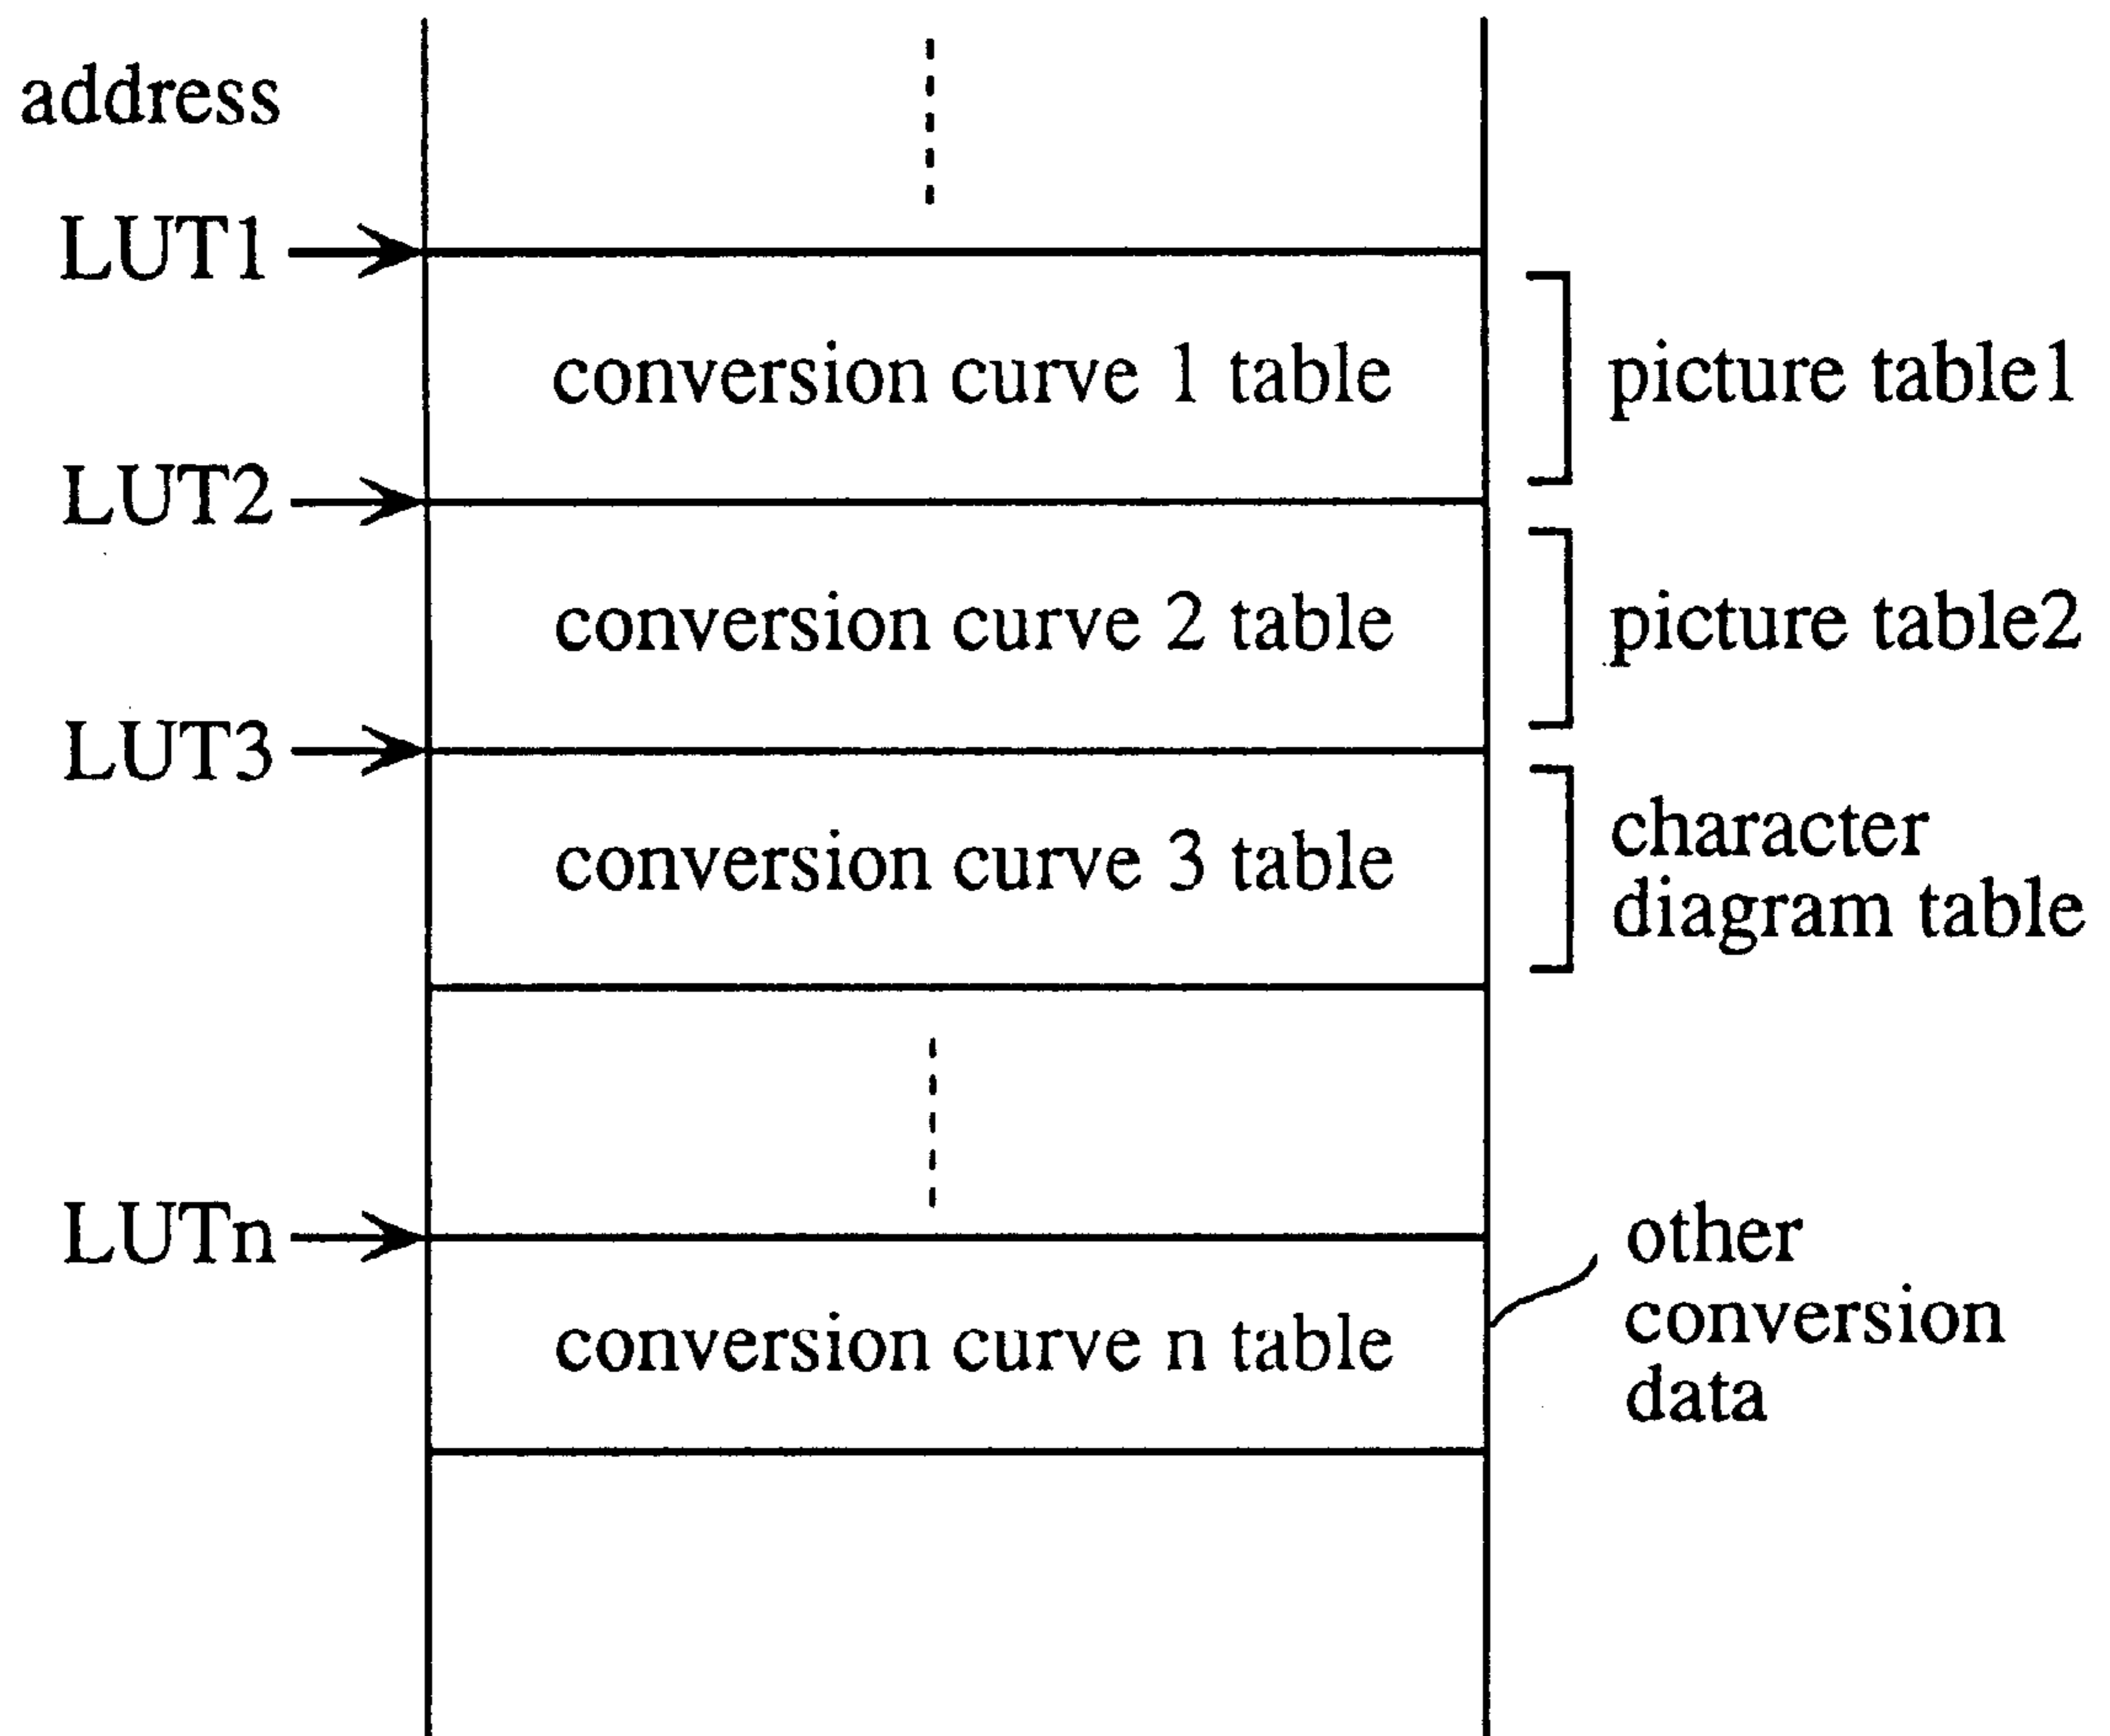 address
LUT1
conversion curve 1 table
picture table1
LUT2
conversion curve 2 table
picture table2
LUT3
conversion curve 3 table
character
diagram table
LUTn
conversion curve n table
other
conversion
data